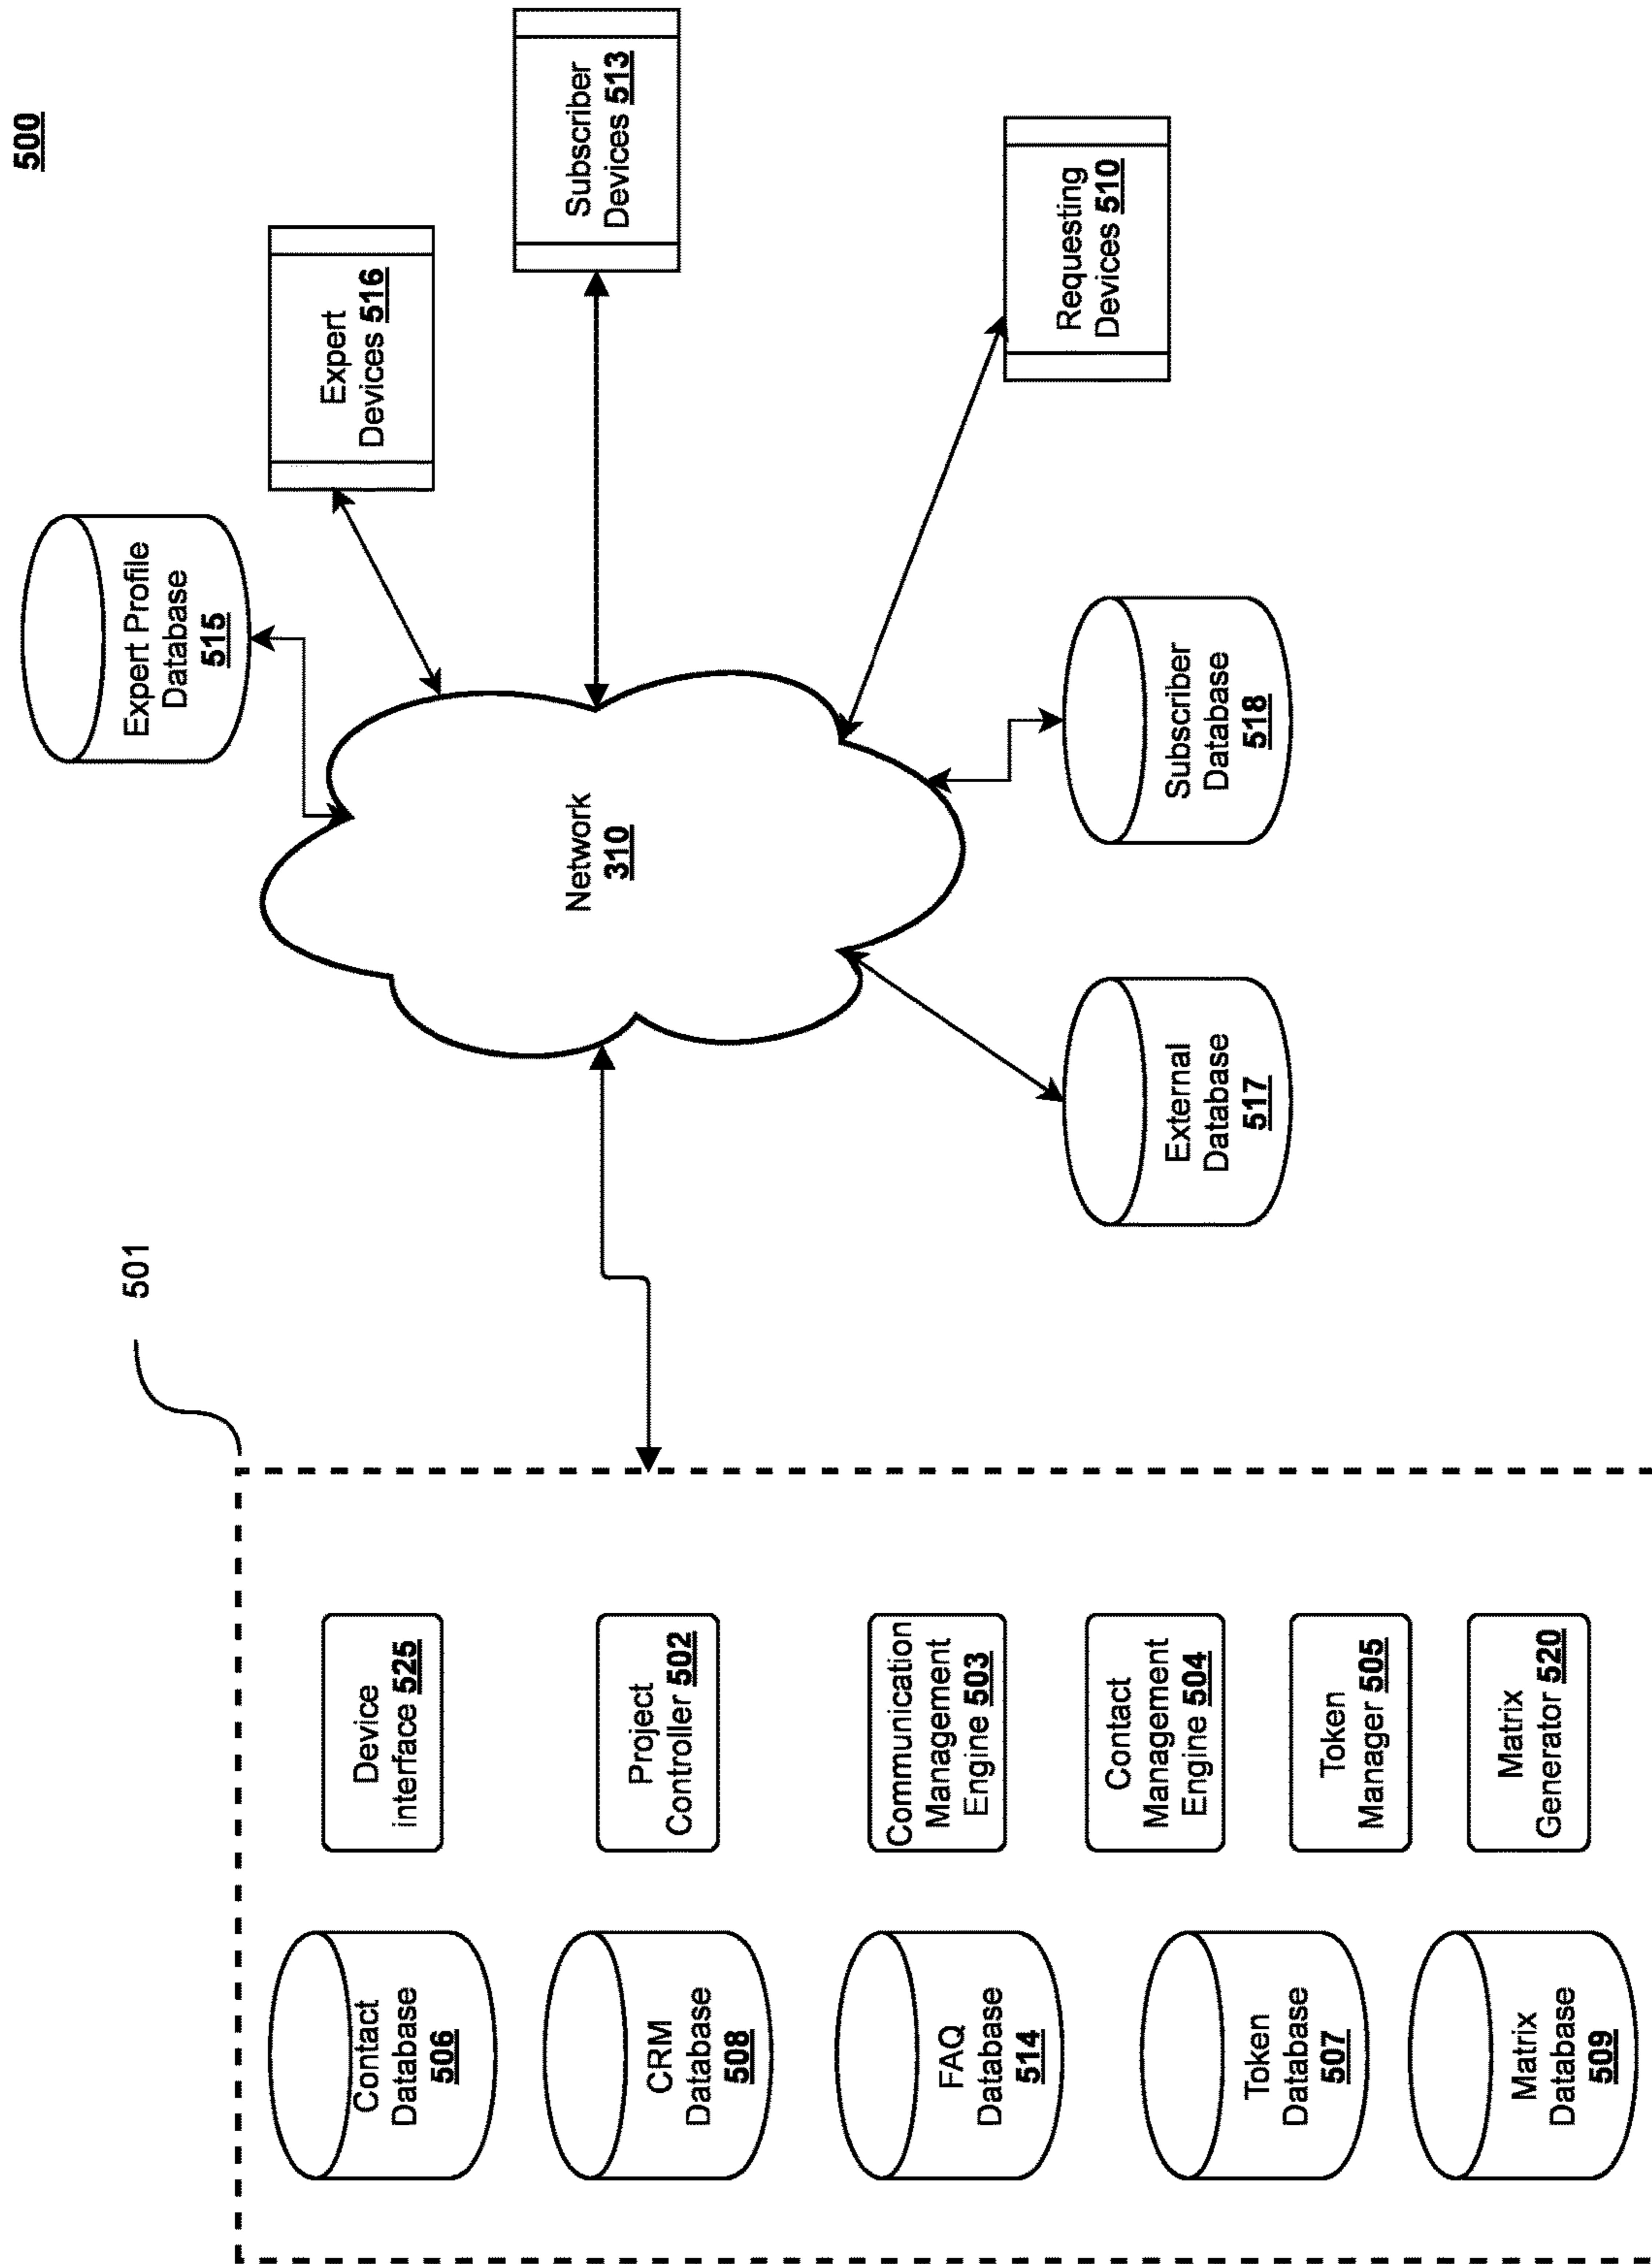 500
501
Contact
Database
506
CRM
Database
508
FAQ
Database
514
Token
Database
507
Matrix
Database
509
Device
interface 525
Project
Controller 502
Communication
Management
Engine 503
Contact
Management
Engine 504
Token
Manager 505
Matrix
Generator 520
Network
310
Expert Profile
Database
515
Expert
Devices 516
Subscriber
Devices 513
Requesting
Devices 510
External
Database
517
Subscriber
Database
518